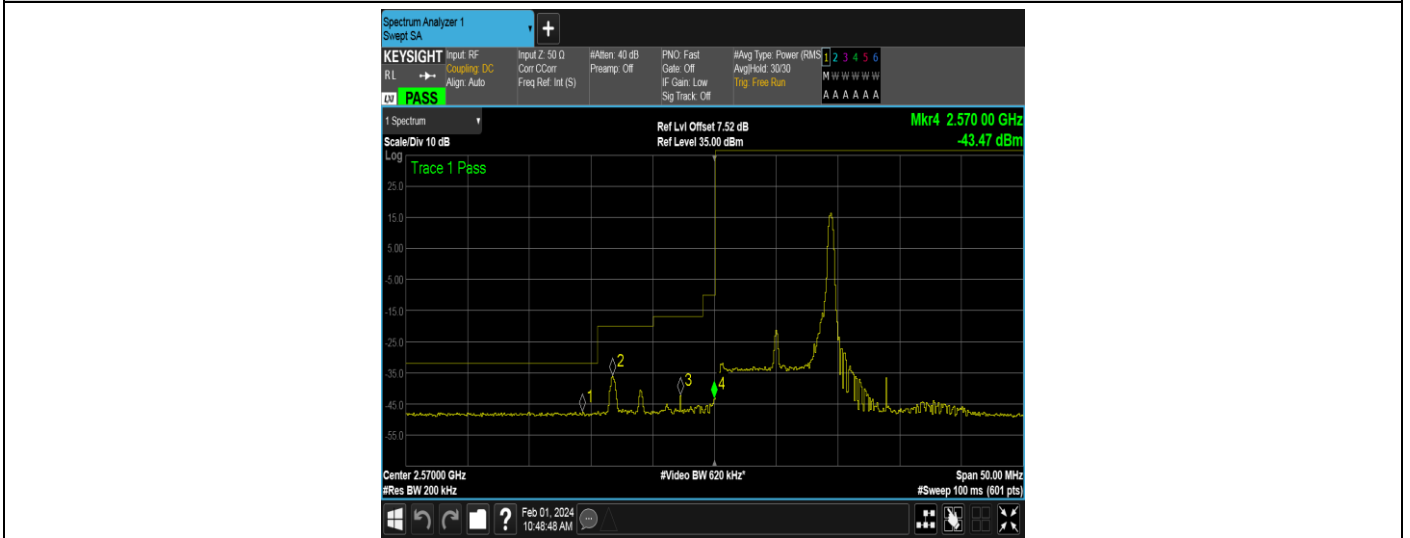 Spectrum Analyzer 1
Swept SA
+
KEYSIGHT
RL
LXI PASS
Input: RF
Coupling: DC
Align: Auto
Input Z: 50 Ω
Corr CCorr
Freq Ref: Int (S)
#Atten: 40 dB
Preamp: Off
PNO: Fast
Gate: Off
IF Gain: Low
Sig Track: Off
#Avg Type: Power (RMS
Avg|Hold: 30/30
Trig: Free Run
1 2 3 4 5 6
M W W W W W
A A A A A A
1 Spectrum
Scale/Div 10 dB
Ref Lvl Offset 7.52 dB
Ref Level 35.00 dBm
Mkr4 2.570 00 GHz
-43.47 dBm
Log
Trace 1 Pass
25.0
15.0
5.00
-5.00
-15.0
-25.0
-35.0
-45.0
-55.0
1
2
3
4
Center 2.57000 GHz
#Res BW 200 kHz
#Video BW 620 kHz*
Span 50.00 MHz
#Sweep 100 ms (601 pts)
?
Feb 01, 2024
10:48:48 AM